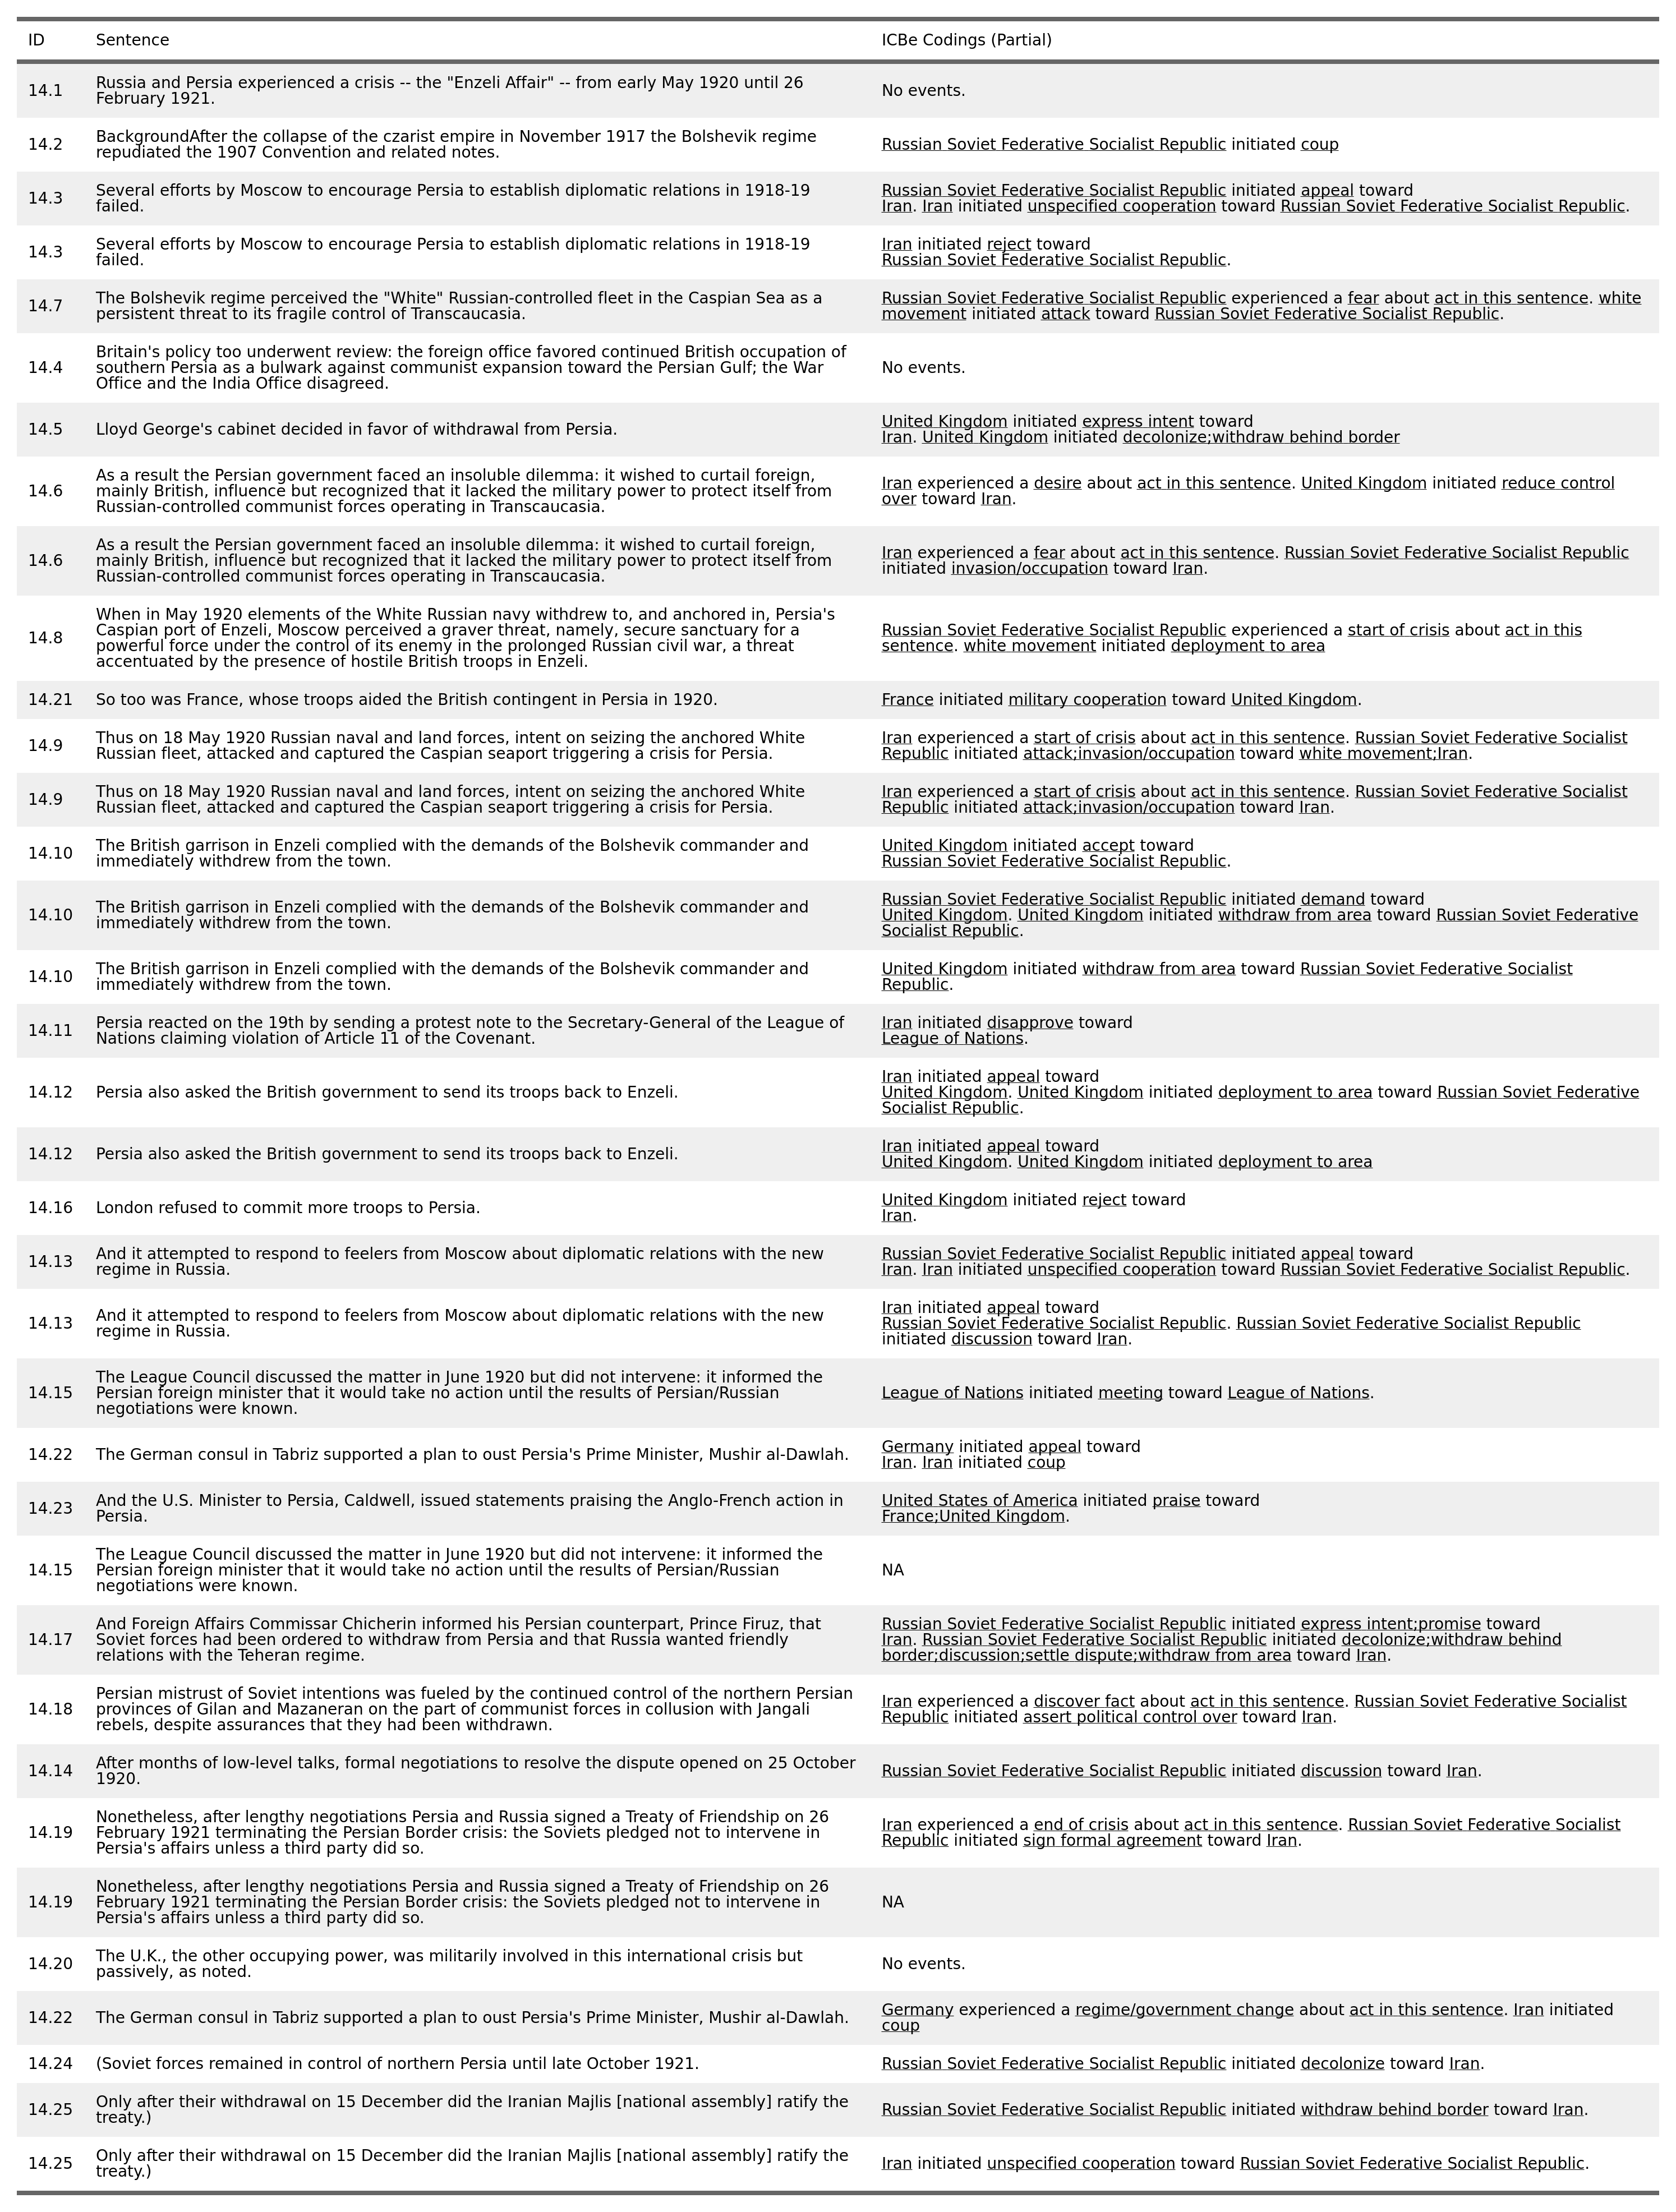 ID Sentence ICBe Codings (Partial)
14.1 Russia and Persia experienced a crisis -- the "Enzeli Affair" -- from early May 1920 until 26
February 1921.
No events.
14.2 BackgroundAfter the collapse of the czarist empire in November 1917 the Bolshevik regime
repudiated the 1907 Convention and related notes.
Russian Soviet Federative Socialist Republic initiated coup
14.3 Several efforts by Moscow to encourage Persia to establish diplomatic relations in 1918-19
failed.
Russian Soviet Federative Socialist Republic initiated appeal toward
Iran. Iran initiated unspecified cooperation toward Russian Soviet Federative Socialist Republic.
14.3 Several efforts by Moscow to encourage Persia to establish diplomatic relations in 1918-19
failed.
Iran initiated reject toward
Russian Soviet Federative Socialist Republic.
14.7 The Bolshevik regime perceived the "White" Russian-controlled fleet in the Caspian Sea as a
persistent threat to its fragile control of Transcaucasia.
Russian Soviet Federative Socialist Republic experienced a fear about act in this sentence. white
movement initiated attack toward Russian Soviet Federative Socialist Republic.
14.4 Britain's policy too underwent review: the foreign office favored continued British occupation of
southern Persia as a bulwark against communist expansion toward the Persian Gulf; the War
Office and the India Office disagreed.
No events.
14.5 Lloyd George's cabinet decided in favor of withdrawal from Persia.
United Kingdom initiated express intent toward
Iran. United Kingdom initiated decolonize;withdraw behind border
14.6 As a result the Persian government faced an insoluble dilemma: it wished to curtail foreign,
mainly British, influence but recognized that it lacked the military power to protect itself from
Russian-controlled communist forces operating in Transcaucasia.
Iran experienced a desire about act in this sentence. United Kingdom initiated reduce control
over toward Iran.
14.6 As a result the Persian government faced an insoluble dilemma: it wished to curtail foreign,
mainly British, influence but recognized that it lacked the military power to protect itself from
Russian-controlled communist forces operating in Transcaucasia.
Iran experienced a fear about act in this sentence. Russian Soviet Federative Socialist Republic
initiated invasion/occupation toward Iran.
14.8 When in May 1920 elements of the White Russian navy withdrew to, and anchored in, Persia's
Caspian port of Enzeli, Moscow perceived a graver threat, namely, secure sanctuary for a
powerful force under the control of its enemy in the prolonged Russian civil war, a threat
accentuated by the presence of hostile British troops in Enzeli.
Russian Soviet Federative Socialist Republic experienced a start of crisis about act in this
sentence. white movement initiated deployment to area
14.21 So too was France, whose troops aided the British contingent in Persia in 1920.
France initiated military cooperation toward United Kingdom.
14.9 Thus on 18 May 1920 Russian naval and land forces, intent on seizing the anchored White
Russian fleet, attacked and captured the Caspian seaport triggering a crisis for Persia.
Iran experienced a start of crisis about act in this sentence. Russian Soviet Federative Socialist
Republic initiated attack;invasion/occupation toward white movement;Iran.
14.9 Thus on 18 May 1920 Russian naval and land forces, intent on seizing the anchored White
Russian fleet, attacked and captured the Caspian seaport triggering a crisis for Persia.
Iran experienced a start of crisis about act in this sentence. Russian Soviet Federative Socialist
Republic initiated attack;invasion/occupation toward Iran.
14.10 The British garrison in Enzeli complied with the demands of the Bolshevik commander and
immediately withdrew from the town.
United Kingdom initiated accept toward
Russian Soviet Federative Socialist Republic.
14.10 The British garrison in Enzeli complied with the demands of the Bolshevik commander and
immediately withdrew from the town.
Russian Soviet Federative Socialist Republic initiated demand toward
United Kingdom. United Kingdom initiated withdraw from area toward Russian Soviet Federative
Socialist Republic.
14.10 The British garrison in Enzeli complied with the demands of the Bolshevik commander and
immediately withdrew from the town.
United Kingdom initiated withdraw from area toward Russian Soviet Federative Socialist
Republic.
14.11 Persia reacted on the 19th by sending a protest note to the Secretary-General of the League of
Nations claiming violation of Article 11 of the Covenant.
Iran initiated disapprove toward
League of Nations.
14.12 Persia also asked the British government to send its troops back to Enzeli.
Iran initiated appeal toward
United Kingdom. United Kingdom initiated deployment to area toward Russian Soviet Federative
Socialist Republic.
14.12 Persia also asked the British government to send its troops back to Enzeli.
Iran initiated appeal toward
United Kingdom. United Kingdom initiated deployment to area
14.16 London refused to commit more troops to Persia.
United Kingdom initiated reject toward
Iran.
14.13 And it attempted to respond to feelers from Moscow about diplomatic relations with the new
regime in Russia.
Russian Soviet Federative Socialist Republic initiated appeal toward
Iran. Iran initiated unspecified cooperation toward Russian Soviet Federative Socialist Republic.
14.13 And it attempted to respond to feelers from Moscow about diplomatic relations with the new
regime in Russia.
Iran initiated appeal toward
Russian Soviet Federative Socialist Republic. Russian Soviet Federative Socialist Republic
initiated discussion toward Iran.
14.15 The League Council discussed the matter in June 1920 but did not intervene: it informed the
Persian foreign minister that it would take no action until the results of Persian/Russian
negotiations were known.
League of Nations initiated meeting toward League of Nations.
14.22 The German consul in Tabriz supported a plan to oust Persia's Prime Minister, Mushir al-Dawlah.
Germany initiated appeal toward
Iran. Iran initiated coup
14.23 And the U.S. Minister to Persia, Caldwell, issued statements praising the Anglo-French action in
Persia.
United States of America initiated praise toward
France;United Kingdom.
14.15 The League Council discussed the matter in June 1920 but did not intervene: it informed the
Persian foreign minister that it would take no action until the results of Persian/Russian
negotiations were known.
NA
14.17 And Foreign Affairs Commissar Chicherin informed his Persian counterpart, Prince Firuz, that
Soviet forces had been ordered to withdraw from Persia and that Russia wanted friendly
relations with the Teheran regime.
Russian Soviet Federative Socialist Republic initiated express intent;promise toward
Iran. Russian Soviet Federative Socialist Republic initiated decolonize;withdraw behind
border;discussion;settle dispute;withdraw from area toward Iran.
14.18 Persian mistrust of Soviet intentions was fueled by the continued control of the northern Persian
provinces of Gilan and Mazaneran on the part of communist forces in collusion with Jangali
rebels, despite assurances that they had been withdrawn.
Iran experienced a discover fact about act in this sentence. Russian Soviet Federative Socialist
Republic initiated assert political control over toward Iran.
14.14 After months of low-level talks, formal negotiations to resolve the dispute opened on 25 October
1920.
Russian Soviet Federative Socialist Republic initiated discussion toward Iran.
14.19 Nonetheless, after lengthy negotiations Persia and Russia signed a Treaty of Friendship on 26
February 1921 terminating the Persian Border crisis: the Soviets pledged not to intervene in
Persia's affairs unless a third party did so.
Iran experienced a end of crisis about act in this sentence. Russian Soviet Federative Socialist
Republic initiated sign formal agreement toward Iran.
14.19 Nonetheless, after lengthy negotiations Persia and Russia signed a Treaty of Friendship on 26
February 1921 terminating the Persian Border crisis: the Soviets pledged not to intervene in
Persia's affairs unless a third party did so.
NA
14.20 The U.K., the other occupying power, was militarily involved in this international crisis but
passively, as noted.
No events.
14.22 The German consul in Tabriz supported a plan to oust Persia's Prime Minister, Mushir al-Dawlah.
Germany experienced a regime/government change about act in this sentence. Iran initiated
coup
14.24 (Soviet forces remained in control of northern Persia until late October 1921.
Russian Soviet Federative Socialist Republic initiated decolonize toward Iran.
14.25 Only after their withdrawal on 15 December did the Iranian Majlis [national assembly] ratify the
treaty.)
Russian Soviet Federative Socialist Republic initiated withdraw behind border toward Iran.
14.25 Only after their withdrawal on 15 December did the Iranian Majlis [national assembly] ratify the
treaty.)
Iran initiated unspecified cooperation toward Russian Soviet Federative Socialist Republic.